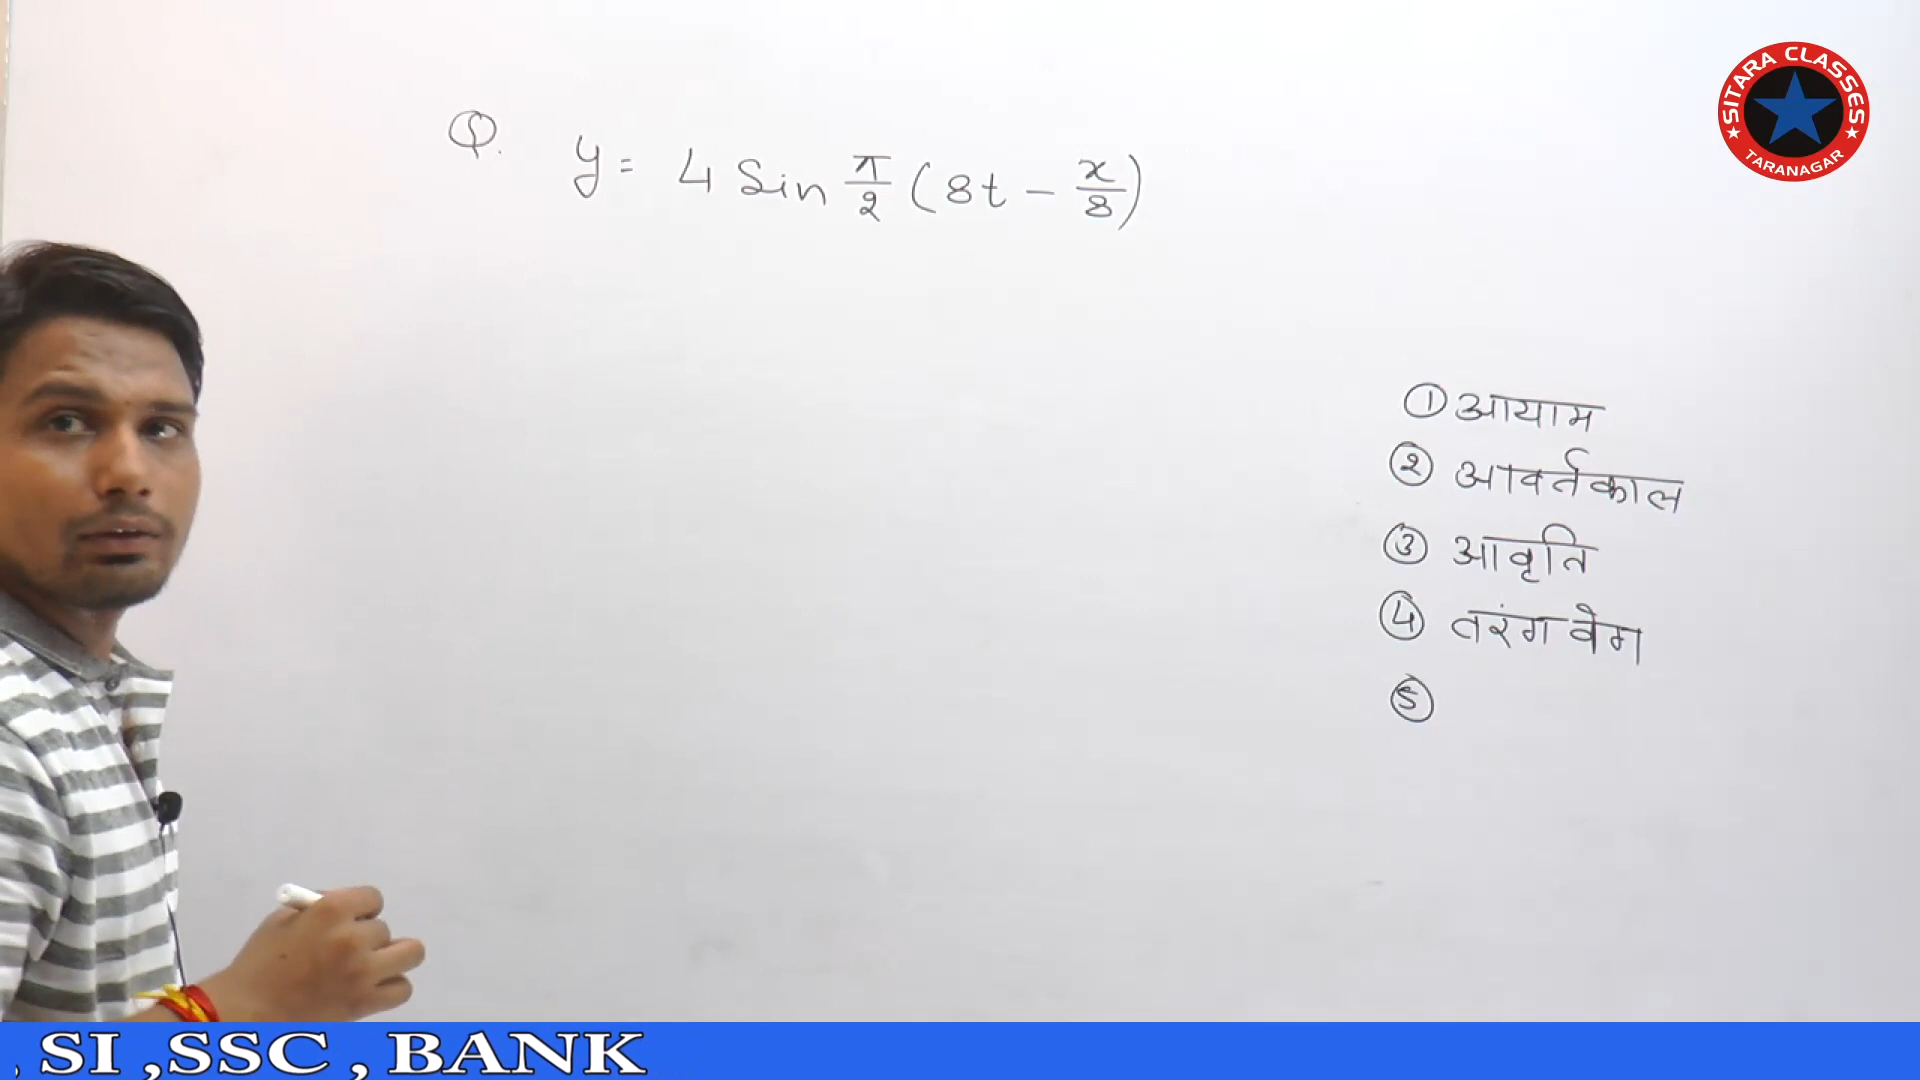 SITARA CLASSES
TARANAGAR
Q. y = 4 Sin π/2 (8t - x/8)
① आयाम
② आवर्तकाल
③ आवृति
④ तरंग वेग
⑤
, SI ,SSC , BANK